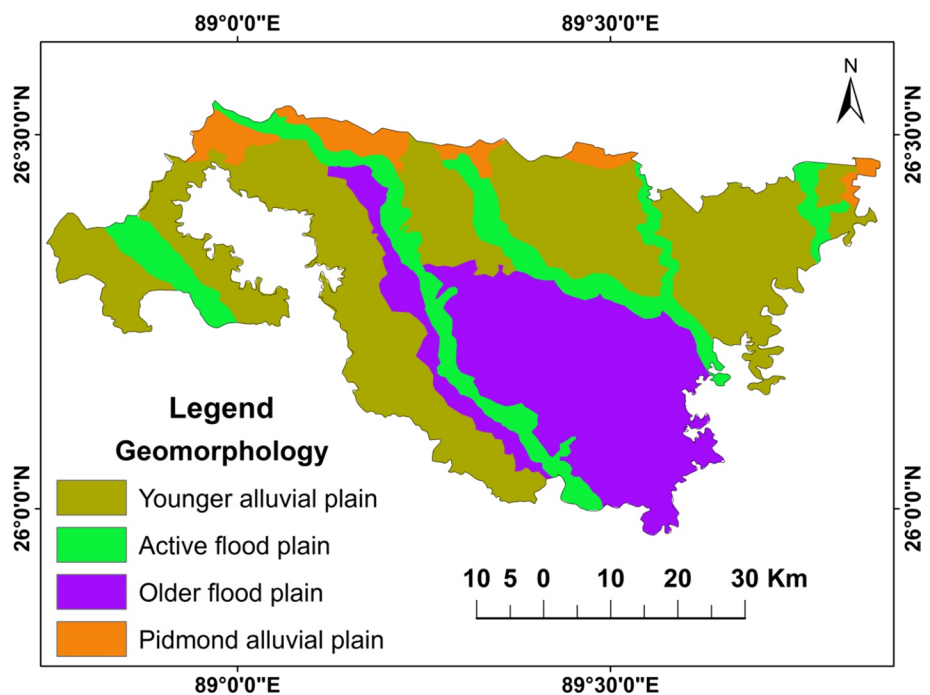 89°0'0"E 89°30'0"E
N
26°30'0"N 26°30'0"N
26°0'0"N 26°0'0"N
Legend
Geomorphology
Younger alluvial plain
Active flood plain
Older flood plain
Pidmond alluvial plain
10 5 0 10 20 30 Km
89°0'0"E 89°30'0"E